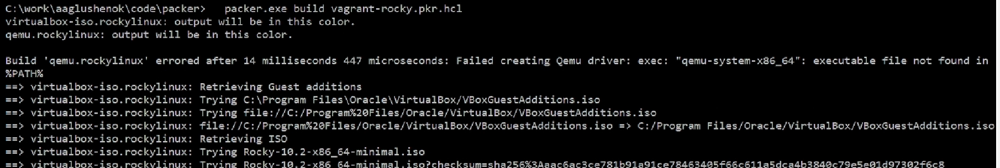 C:\work\aaglushenok\code\packer>   packer.exe build vagrant-rocky.pkr.hcl
virtualbox-iso.rockylinux: output will be in this color.
qemu.rockylinux: output will be in this color.

Build 'qemu.rockylinux' errored after 14 milliseconds 447 microseconds: Failed creating Qemu driver: exec: "qemu-system-x86_64": executable file not found in
%PATH%
==> virtualbox-iso.rockylinux: Retrieving Guest additions
==> virtualbox-iso.rockylinux: Trying C:\Program Files\Oracle\VirtualBox/VBoxGuestAdditions.iso
==> virtualbox-iso.rockylinux: Trying file://C:/Program%20Files/Oracle/VirtualBox/VBoxGuestAdditions.iso
==> virtualbox-iso.rockylinux: file://C:/Program%20Files/Oracle/VirtualBox/VBoxGuestAdditions.iso => C:/Program Files/Oracle/VirtualBox/VBoxGuestAdditions.iso
==> virtualbox-iso.rockylinux: Retrieving ISO
==> virtualbox-iso.rockylinux: Trying Rocky-10.2-x86_64-minimal.iso
==> virtualbox-iso.rockylinux: Trying Rocky-10.2-x86_64-minimal.iso?checksum=sha256%3Aaac6ac3ce781b91a91ce78463405f66c611a5dca4b3840c79e5e01d97302f6c8